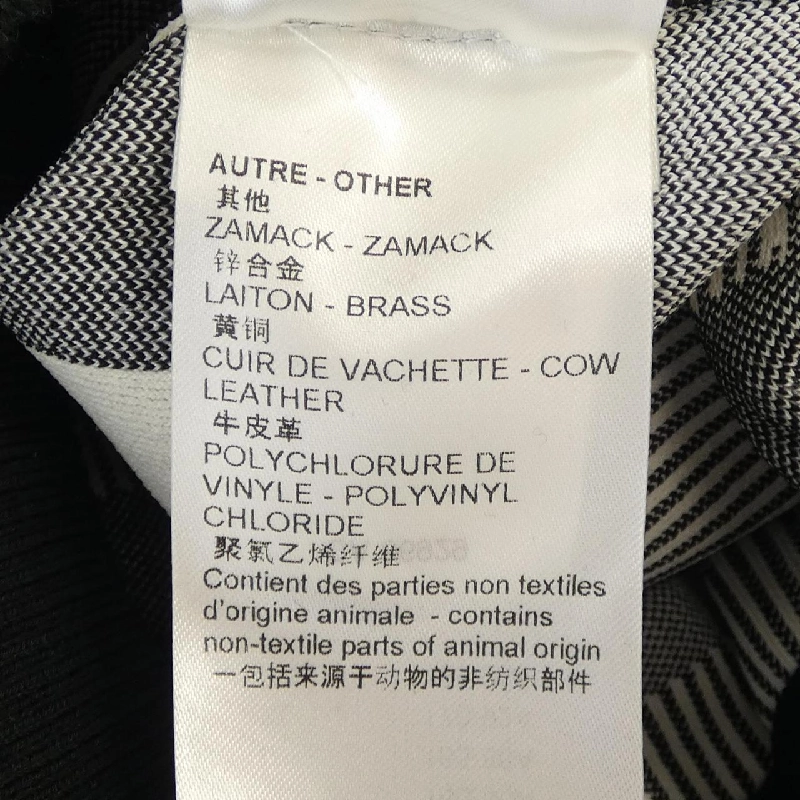 AUTRE - OTHER
其他
ZAMACK - ZAMACK
锌合金
LAITON - BRASS
黄铜
CUIR DE VACHETTE - COW
LEATHER
牛皮革
POLYCHLORURE DE
VINYLE - POLYVINYL
CHLORIDE
聚氯乙烯纤维
Contient des parties non textiles
d'origine animale - contains
non-textile parts of animal origin
一包括来源于动物的非纺织部件